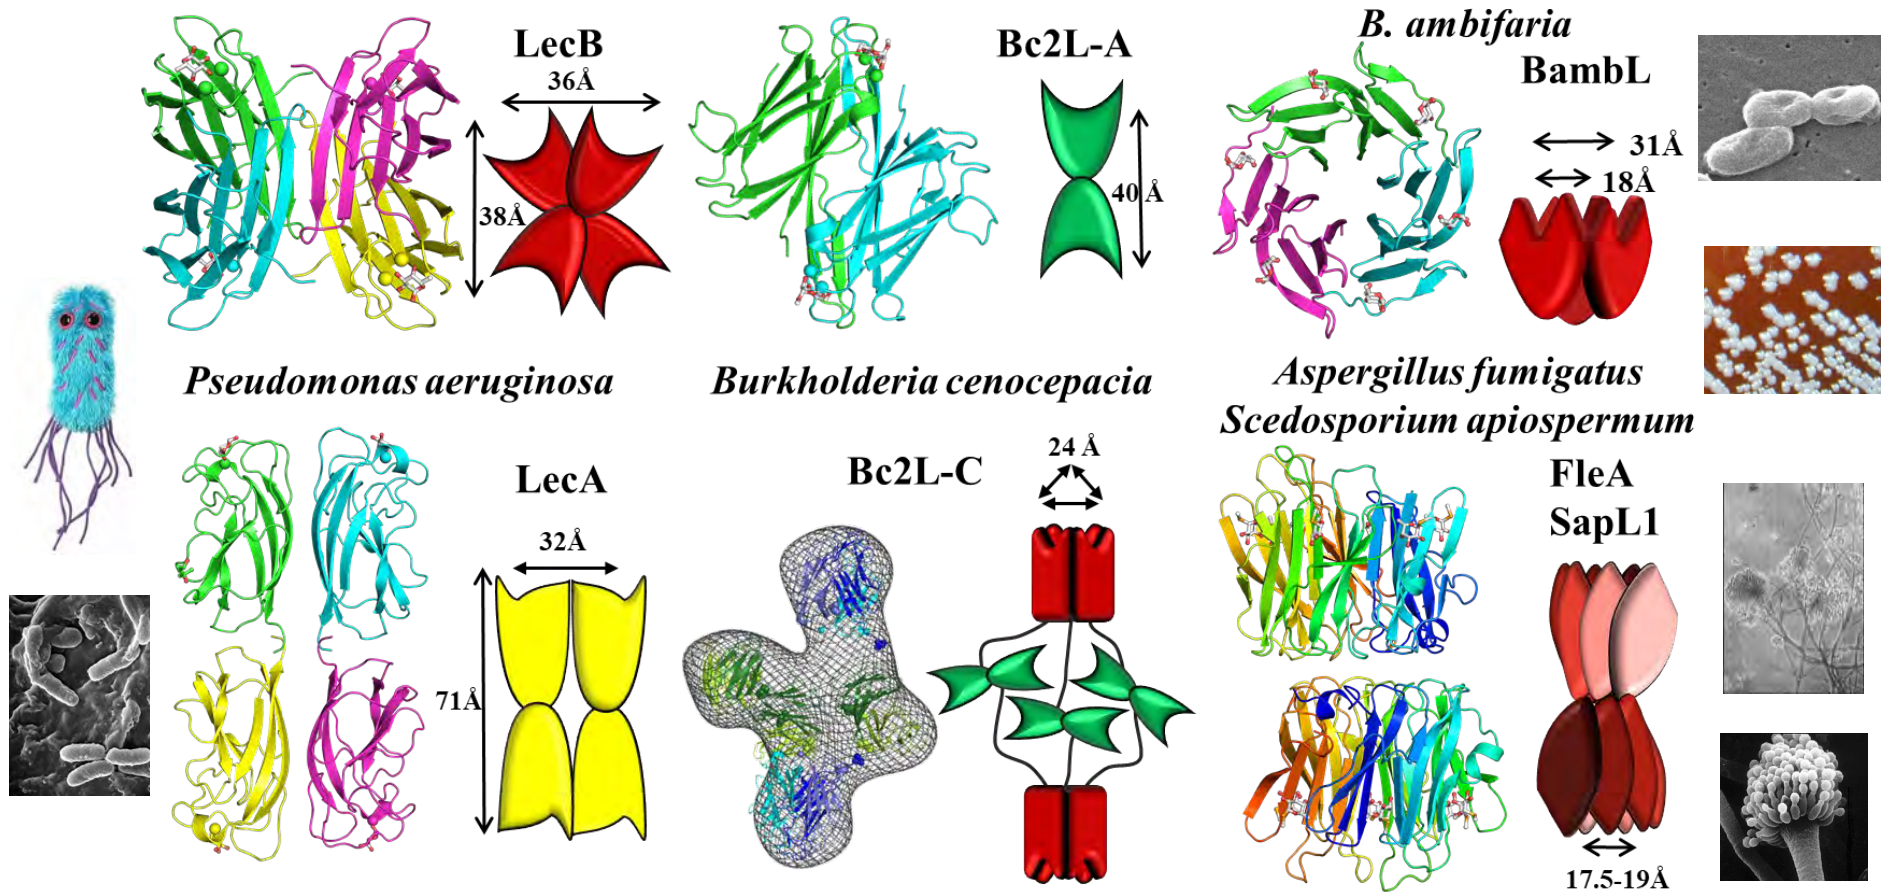 LecB
36Å
38Å
Bc2L-A
40 Å
B. ambifaria
BambL
31Å
18Å
Pseudomonas aeruginosa
Burkholderia cenocepacia
Aspergillus fumigatus
Scedosporium apiospermum
LecA
32Å
71Å
Bc2L-C
24 Å
FleA
SapL1
17.5-19Å